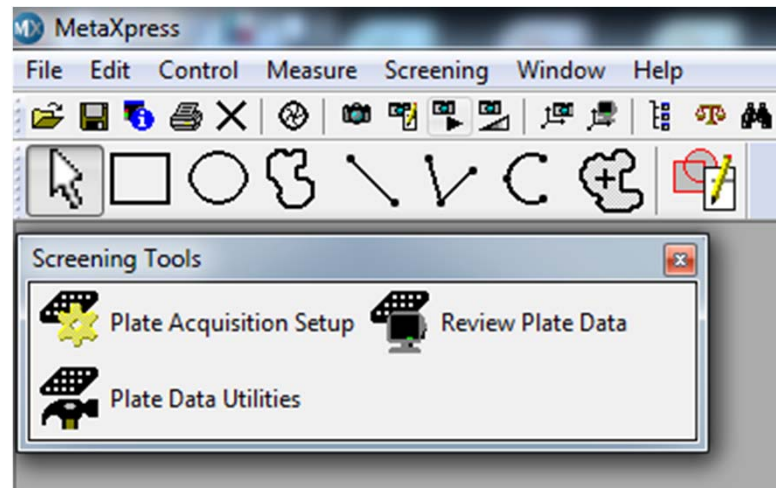 MX MetaXpress
File Edit Control Measure Screening Window Help
Screening Tools
Plate Acquisition Setup Review Plate Data
Plate Data Utilities